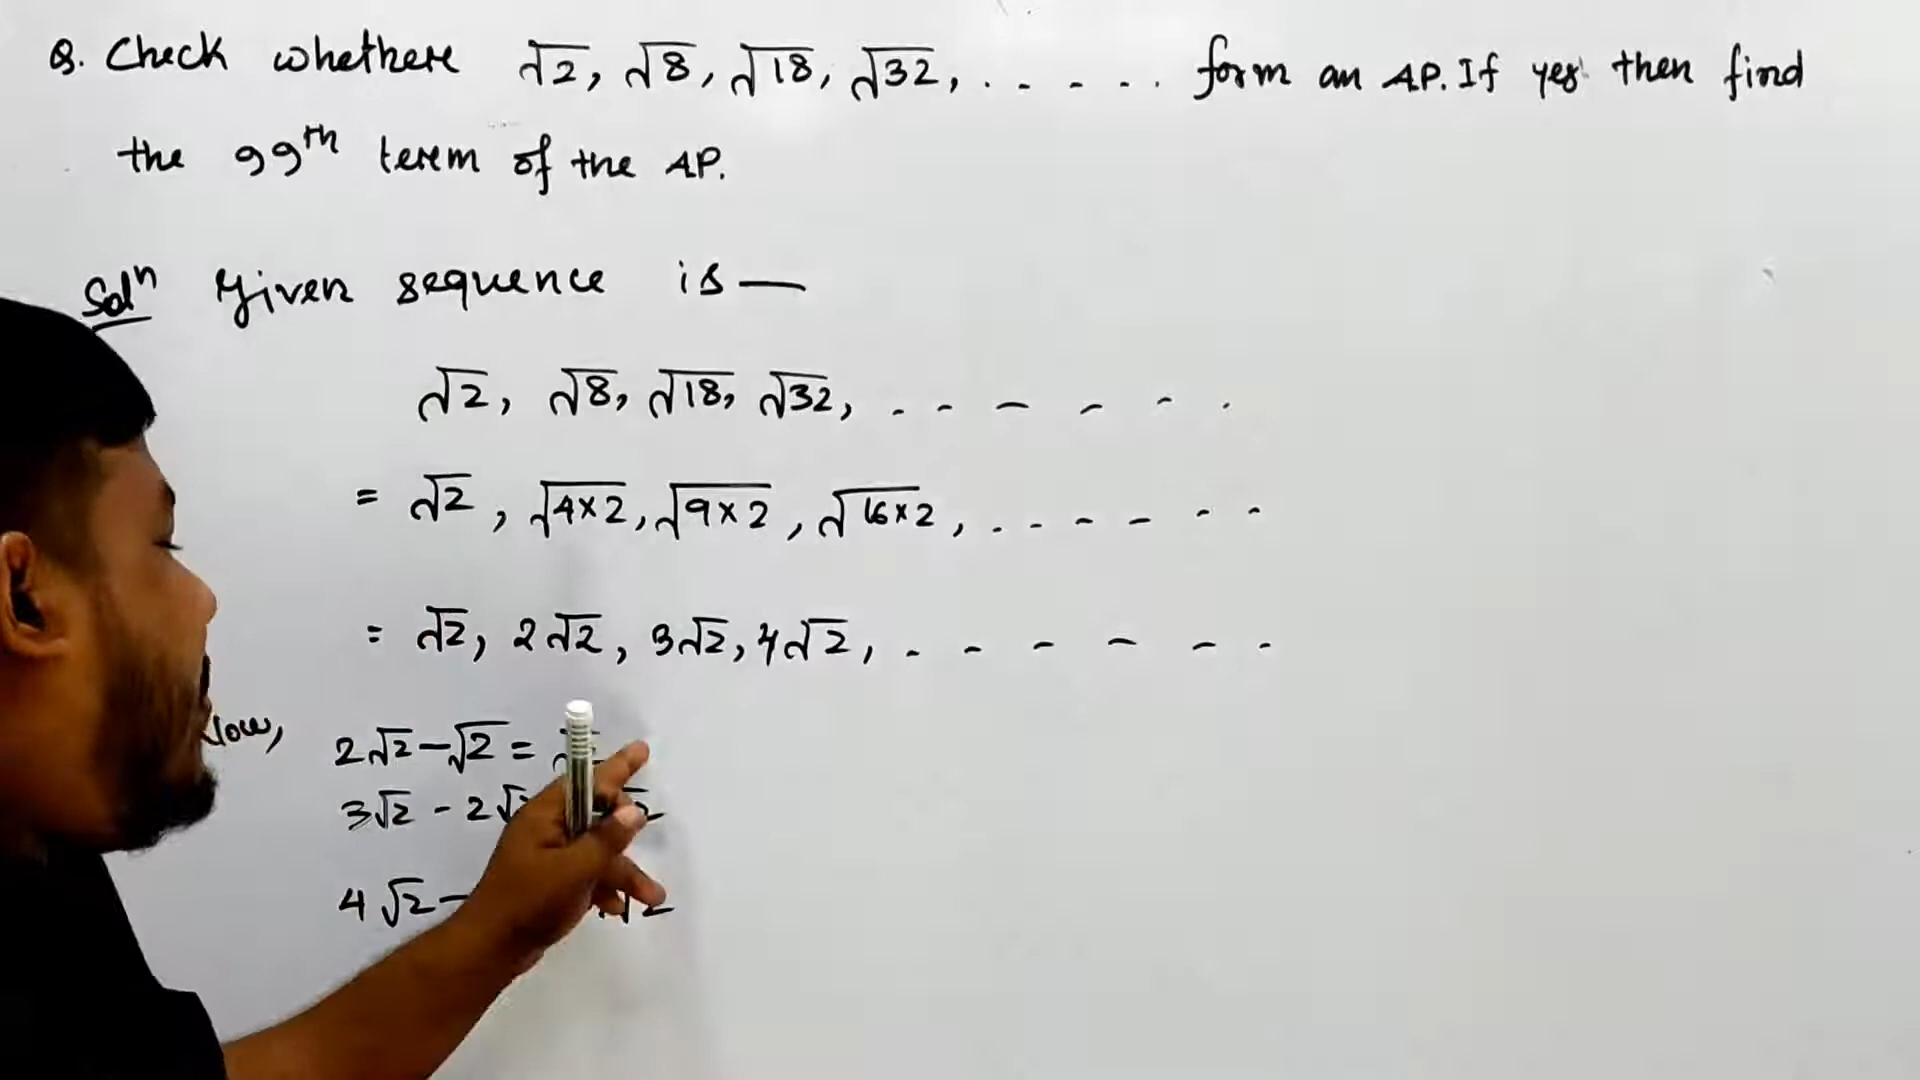 Q. Check whethere √2, √8, √18, √32, . . . . . form an AP. If yes then find
the 99th term of the AP.
Solⁿ Given sequence is —
√2, √8, √18, √32, . - - - - .
= √2, √4×2, √9×2, √16×2, . - - - - -
= √2, 2√2, 3√2, 4√2, . - - - - -
2√2 - √2 =
3√2 - 2√
4√2 -